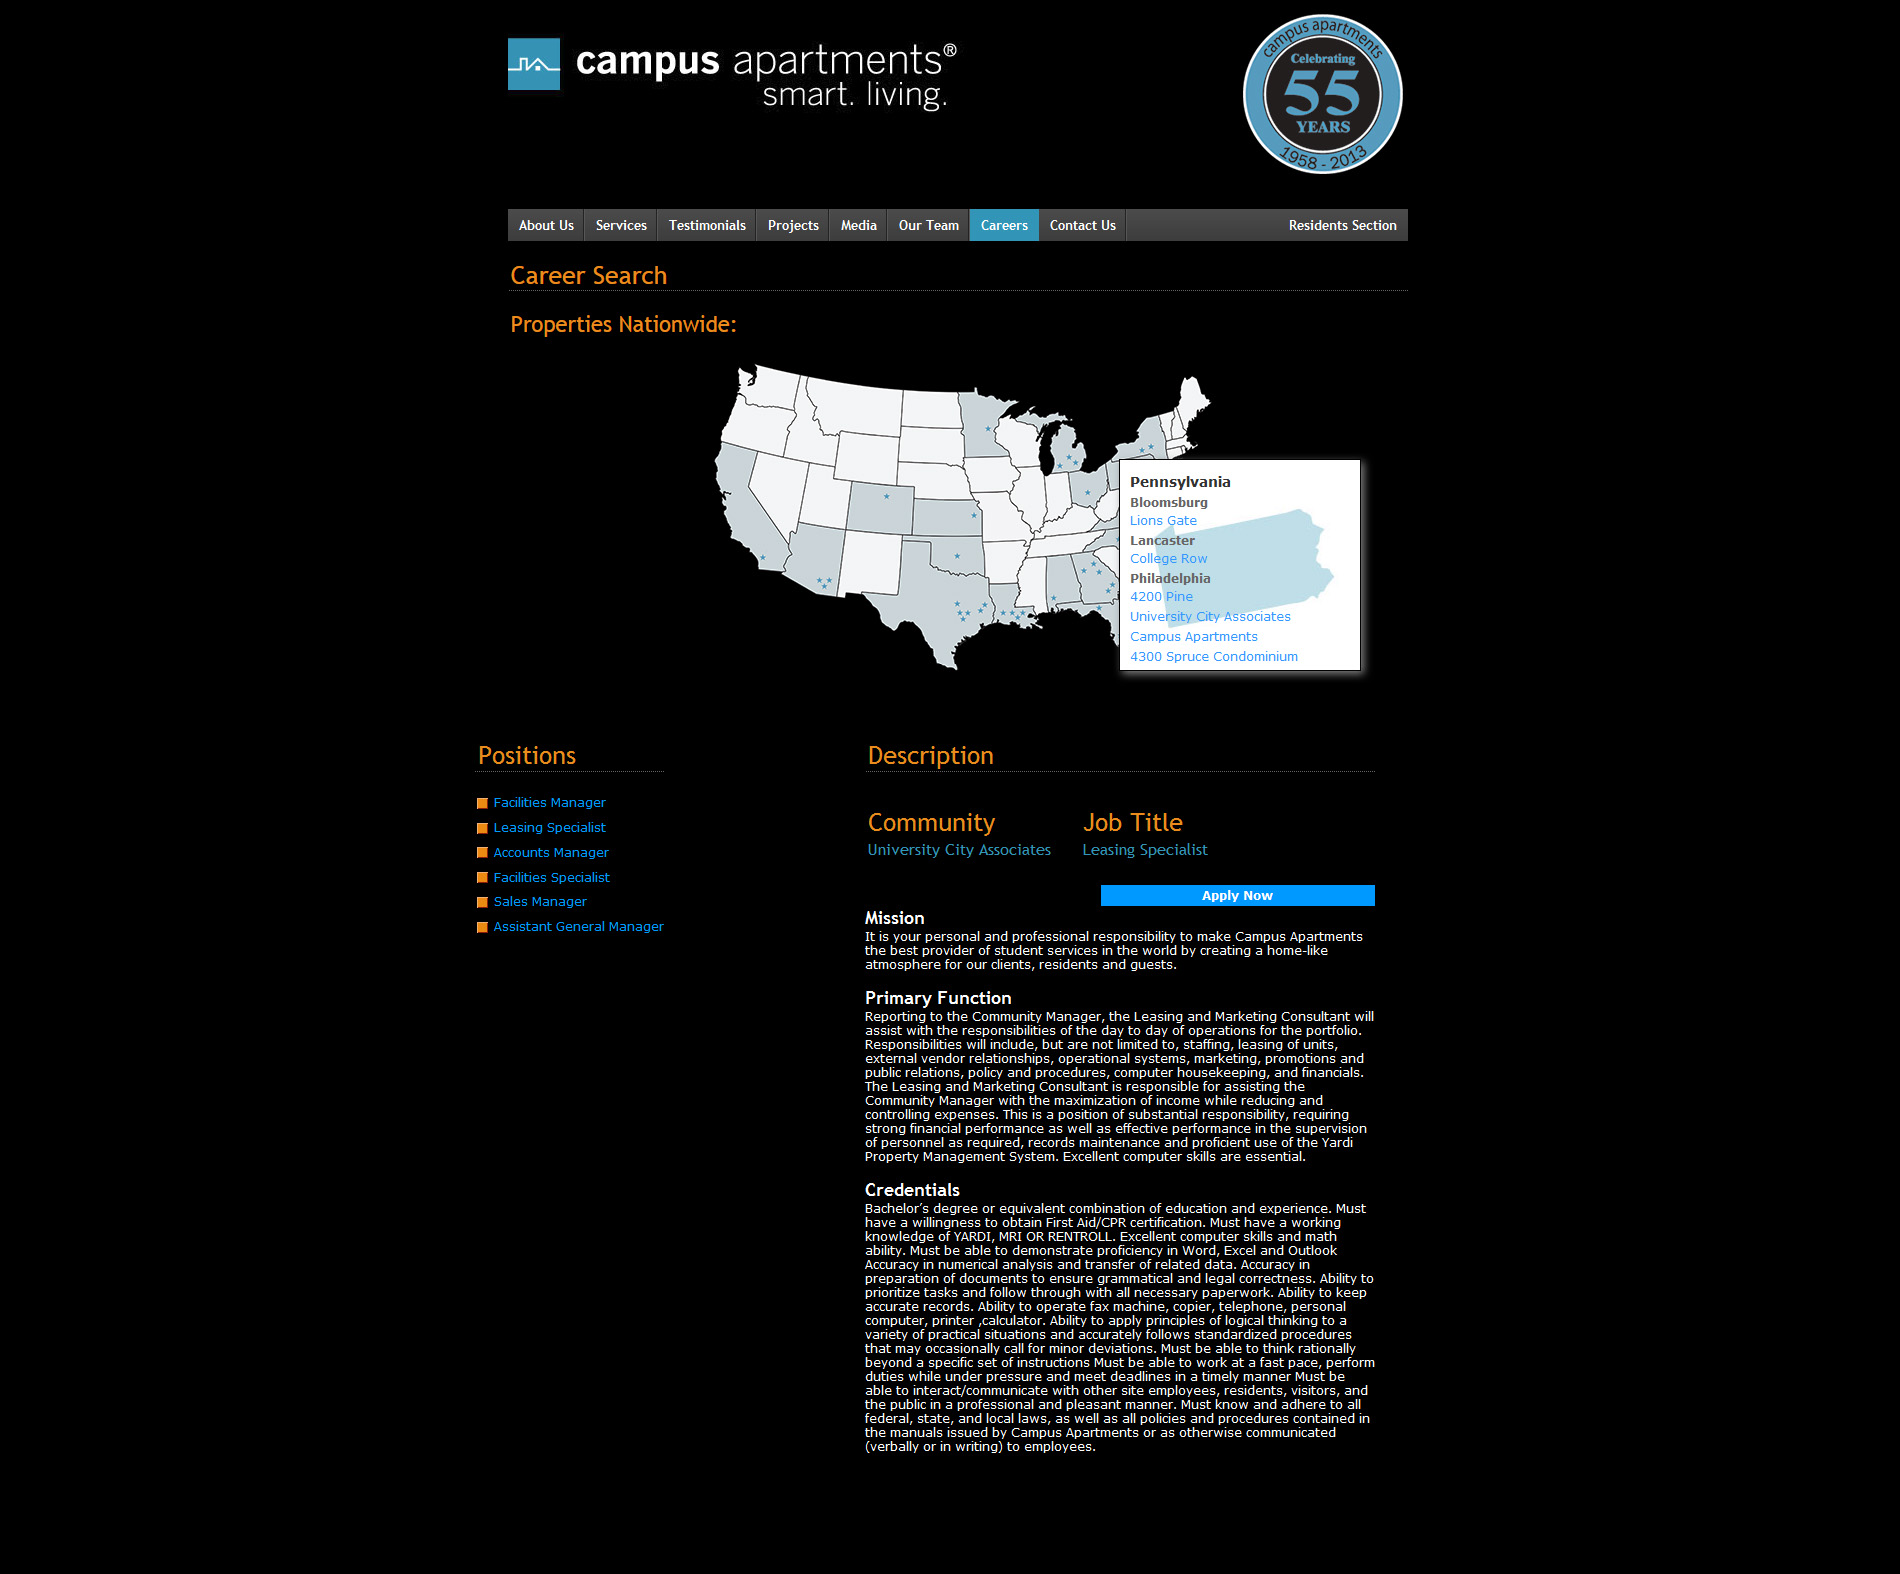 campus apartments®
smart. living.
campus apartments
Celebrating
55
YEARS
1958 - 2013
About Us Services Testimonials Projects Media Our Team Careers Contact Us Residents Section
Career Search
Properties Nationwide:
Pennsylvania
Bloomsburg
Lions Gate
Lancaster
College Row
Philadelphia
4200 Pine
University City Associates
Campus Apartments
4300 Spruce Condominium
Positions
Facilities Manager
Leasing Specialist
Accounts Manager
Facilities Specialist
Sales Manager
Assistant General Manager
Description
Community Job Title
University City Associates Leasing Specialist
Apply Now
Mission
It is your personal and professional responsibility to make Campus Apartments
the best provider of student services in the world by creating a home-like
atmosphere for our clients, residents and guests.
Primary Function
Reporting to the Community Manager, the Leasing and Marketing Consultant will
assist with the responsibilities of the day to day of operations for the portfolio.
Responsibilities will include, but are not limited to, staffing, leasing of units,
external vendor relationships, operational systems, marketing, promotions and
public relations, policy and procedures, computer housekeeping, and financials.
The Leasing and Marketing Consultant is responsible for assisting the
Community Manager with the maximization of income while reducing and
controlling expenses. This is a position of substantial responsibility, requiring
strong financial performance as well as effective performance in the supervision
of personnel as required, records maintenance and proficient use of the Yardi
Property Management System. Excellent computer skills are essential.
Credentials
Bachelor's degree or equivalent combination of education and experience. Must
have a willingness to obtain First Aid/CPR certification. Must have a working
knowledge of YARDI, MRI OR RENTROLL. Excellent computer skills and math
ability. Must be able to demonstrate proficiency in Word, Excel and Outlook
Accuracy in numerical analysis and transfer of related data. Accuracy in
preparation of documents to ensure grammatical and legal correctness. Ability to
prioritize tasks and follow through with all necessary paperwork. Ability to keep
accurate records. Ability to operate fax machine, copier, telephone, personal
computer, printer ,calculator. Ability to apply principles of logical thinking to a
variety of practical situations and accurately follows standardized procedures
that may occasionally call for minor deviations. Must be able to think rationally
beyond a specific set of instructions Must be able to work at a fast pace, perform
duties while under pressure and meet deadlines in a timely manner Must be
able to interact/communicate with other site employees, residents, visitors, and
the public in a professional and pleasant manner. Must know and adhere to all
federal, state, and local laws, as well as all policies and procedures contained in
the manuals issued by Campus Apartments or as otherwise communicated
(verbally or in writing) to employees.